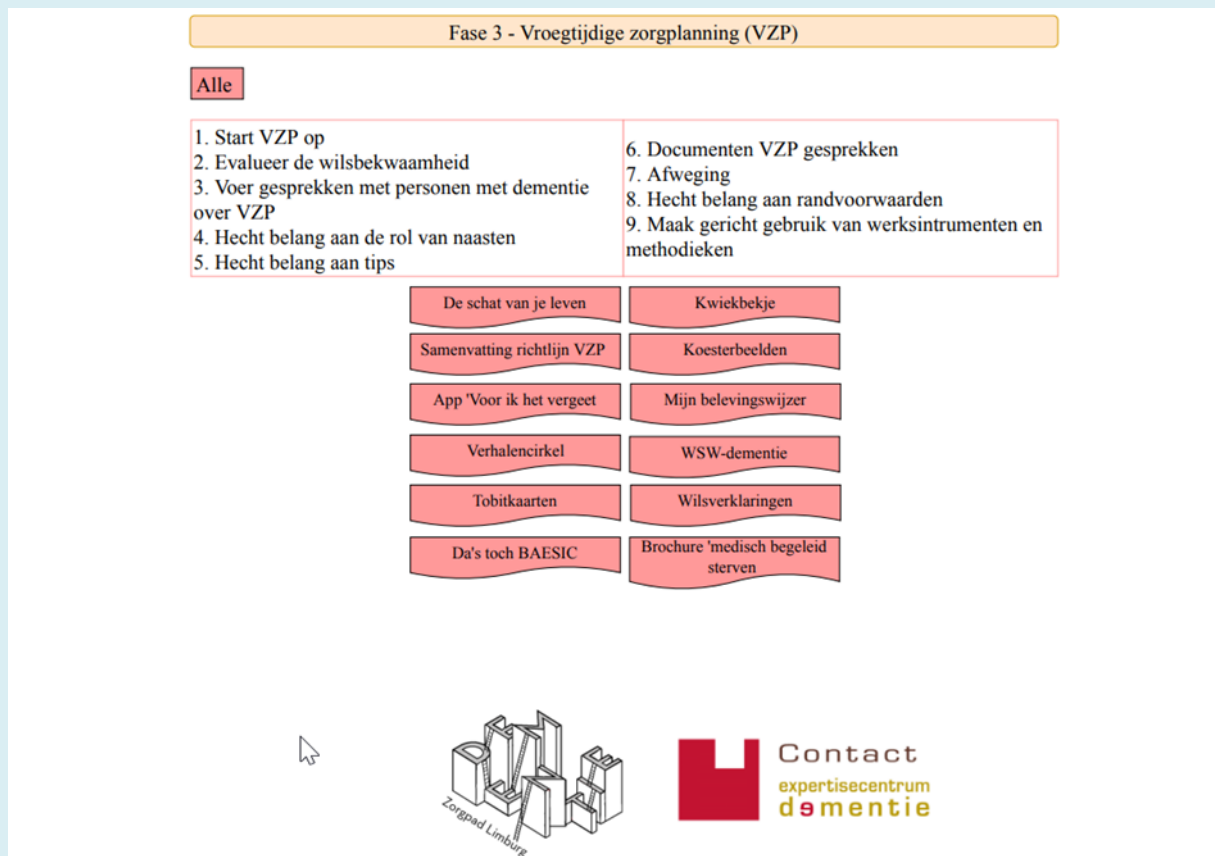 Fase 3 - Vroegtijdige zorgplanning (VZP)
Alle
1. Start VZP op
2. Evalueer de wilsbekwaamheid
3. Voer gesprekken met personen met dementie
over VZP
4. Hecht belang aan de rol van naasten
5. Hecht belang aan tips
6. Documenten VZP gesprekken
7. Afweging
8. Hecht belang aan randvoorwaarden
9. Maak gericht gebruik van werksintrumenten en
methodieken
De schat van je leven
Kwiekbekje
Samenvatting richtlijn VZP
Koesterbeelden
App 'Voor ik het vergeet
Mijn belevingswijzer
Verhalencirkel
WSW-dementie
Tobitkaarten
Wilsverklaringen
Da's toch BAESIC
Brochure 'medisch begeleid
sterven
DEMENTIE
Zorgpad Limburg
Contact
expertisecentrum
dementie